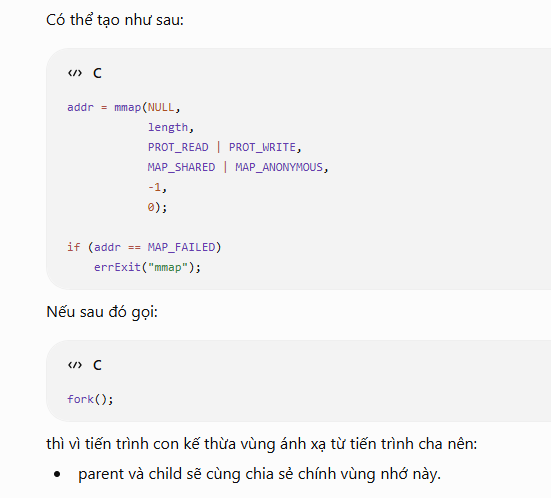 Có thể tạo như sau:
</> C
addr = mmap(NULL,
            length,
            PROT_READ | PROT_WRITE,
            MAP_SHARED | MAP_ANONYMOUS,
            -1,
            0);
if (addr == MAP_FAILED)
    errExit("mmap");
Nếu sau đó gọi:
</> C
fork();
thì vì tiến trình con kế thừa vùng ánh xạ từ tiến trình cha nên:
• parent và child sẽ cùng chia sẻ chính vùng nhớ này.